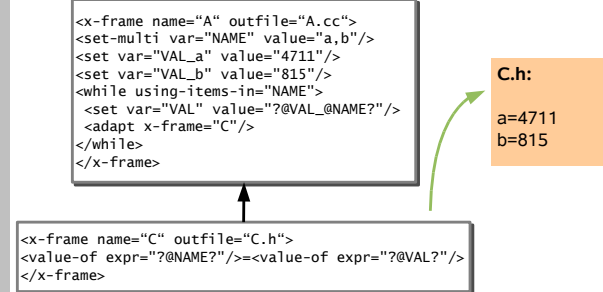 <x-frame name="A“ outfile="A.cc“>
<set-multi var="NAME" value="a,b"/>
<set var="VAL_a" value="4711"/>
<set var="VAL_b" value="815"/>
<while using-items-in="NAME">
<set var="VAL" value="?@VAL_@NAME?"/>
<adapt x-frame="C"/>
</while>
</x-frame>
C.h:
a=4711
b=815
<x-frame name="C“ outfile="C.h“>
<value-of expr="?@NAME?"/>=<value-of expr="?@VAL?"/>
</x-frame>